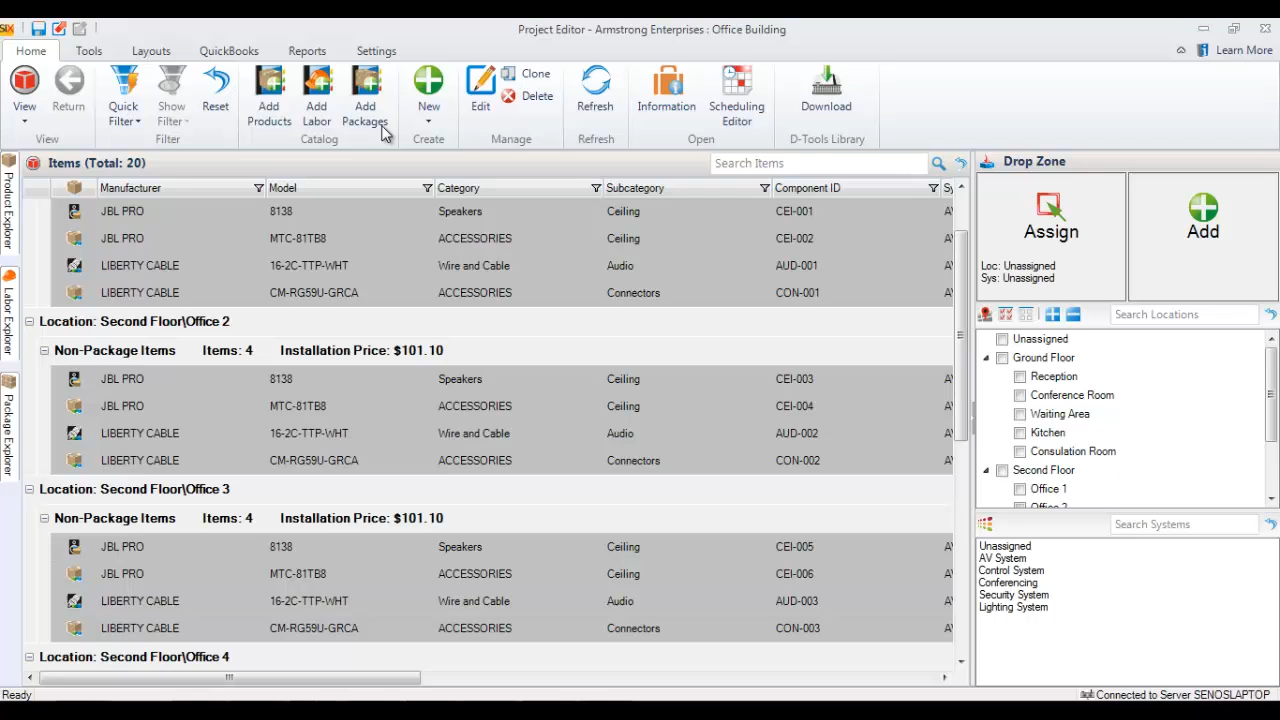 SIX
Project Editor - Armstrong Enterprises : Office Building
Home Tools Layouts QuickBooks Reports Settings Learn More
View Return Quick Filter Show Filter Reset Add Products Add Labor Add Packages New Edit Clone Delete Refresh Information Scheduling Editor Download
View Filter Catalog Create Manage Refresh Open D-Tools Library
Product Explorer
Labor Explorer
Package Explorer
Items (Total: 20) Search Items
Manufacturer Model Category Subcategory Component ID Sy
JBL PRO 8138 Speakers Ceiling CEI-001
JBL PRO MTC-81TB8 ACCESSORIES Ceiling CEI-002
LIBERTY CABLE 16-2C-TTP-WHT Wire and Cable Audio AUD-001
LIBERTY CABLE CM-RG59U-GRCA ACCESSORIES Connectors CON-001
Location: Second Floor\Office 2
Non-Package Items Items: 4 Installation Price: $101.10
JBL PRO 8138 Speakers Ceiling CEI-003
JBL PRO MTC-81TB8 ACCESSORIES Ceiling CEI-004
LIBERTY CABLE 16-2C-TTP-WHT Wire and Cable Audio AUD-002
LIBERTY CABLE CM-RG59U-GRCA ACCESSORIES Connectors CON-002
Location: Second Floor\Office 3
Non-Package Items Items: 4 Installation Price: $101.10
JBL PRO 8138 Speakers Ceiling CEI-005
JBL PRO MTC-81TB8 ACCESSORIES Ceiling CEI-006
LIBERTY CABLE 16-2C-TTP-WHT Wire and Cable Audio AUD-003
LIBERTY CABLE CM-RG59U-GRCA ACCESSORIES Connectors CON-003
Location: Second Floor\Office 4
Drop Zone
Assign
Loc: Unassigned
Sys: Unassigned
Add
Search Locations
Unassigned
Ground Floor
Reception
Conference Room
Waiting Area
Kitchen
Consulation Room
Second Floor
Office 1
Office 2
Search Systems
Unassigned
AV System
Control System
Conferencing
Security System
Lighting System
Ready
Connected to Server SENOSLAPTOP